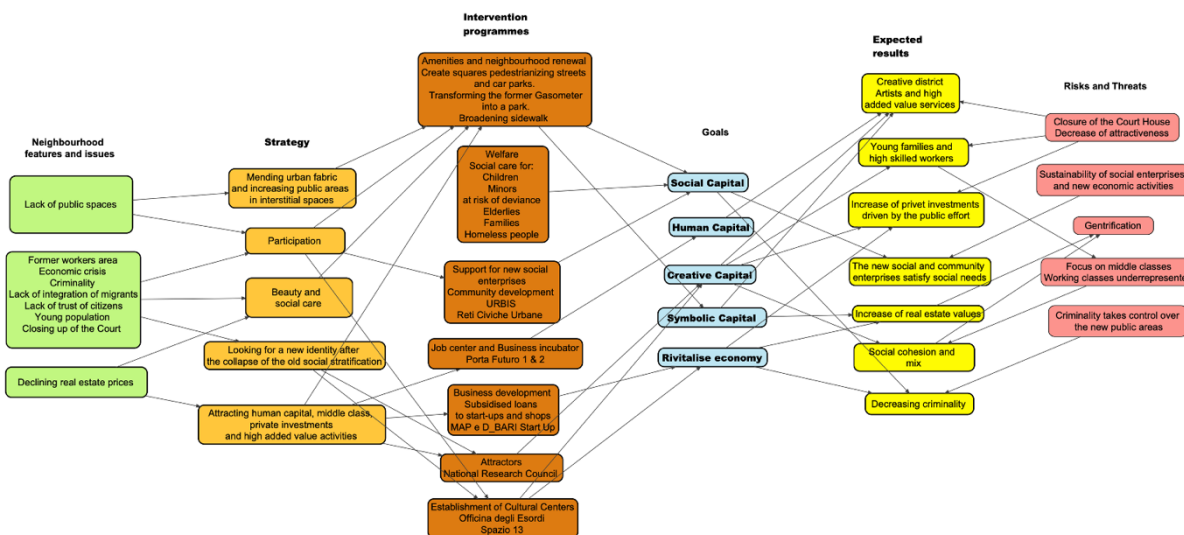 Neighbourhood
features and issues
Lack of public spaces
Former workers area
Economic crisis
Criminality
Lack of integration of migrants
Lack of trust of citizens
Young population
Closing up of the Court
Declining real estate prices
Strategy
Mending urban fabric
and increasing public areas
in interstitial spaces
Participation
Beauty and
social care
Looking for a new identity after
the collapse of the old social stratification
Attracting human capital, middle class,
private investments
and high added value activities
Intervention
programmes
Amenities and neighbourhood renewal
Create squares pedestrianizing streets
and car parks.
Transforming the former Gasometer
into a park.
Broadening sidewalk
Welfare
Social care for:
Children
Minors
at risk of deviance
Elderlies
Families
Homeless people
Support for new social
enterprises
Community development
URBIS
Reti Civiche Urbane
Job center and Business incubator
Porta Futuro 1 & 2
Business development
Subsidised loans
to start-ups and shops
MAP e D_BARI Start Up
Attractors
National Research Council
Establishment of Cultural Centers
Officina degli Esordi
Spazio 13
Goals
Social Capital
Human Capital
Creative Capital
Symbolic Capital
Rivitalise economy
Expected
results
Creative district
Artists and high
added value services
Young families and
high skilled workers
Increase of privet investments
driven by the public effort
The new social and community
enterprises satisfy social needs
Increase of real estate values
Social cohesion and
mix
Decreasing criminality
Risks and Threats
Closure of the Court House
Decrease of attractiveness
Sustainability of social enterprises
and new economic activities
Gentrification
Focus on middle classes
Working classes underrepresente
Criminality takes control over
the new public areas